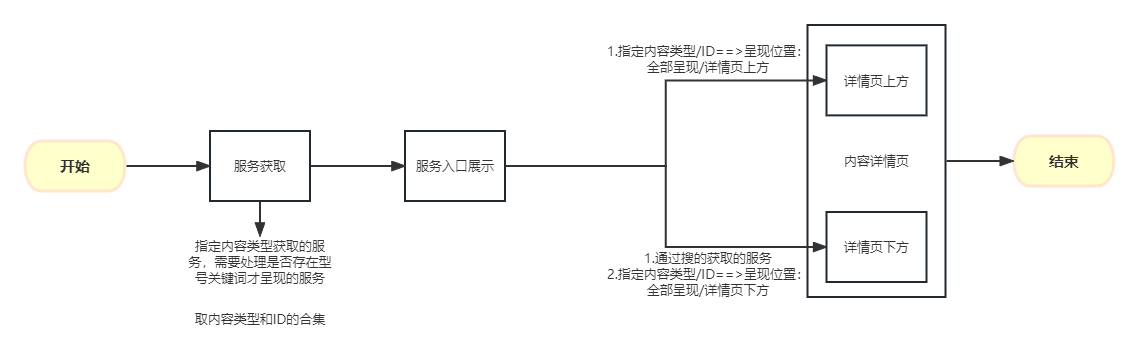 开始
服务获取
指定内容类型获取的服
务，需要处理是否存在型
号关键词才呈现的服务
取内容类型和ID的合集
服务入口展示
1.指定内容类型/ID==>呈现位置：
全部呈现/详情页上方
详情页上方
内容详情页
详情页下方
1.通过搜的获取的服务
2.指定内容类型/ID==>呈现位置：
全部呈现/详情页下方
结束